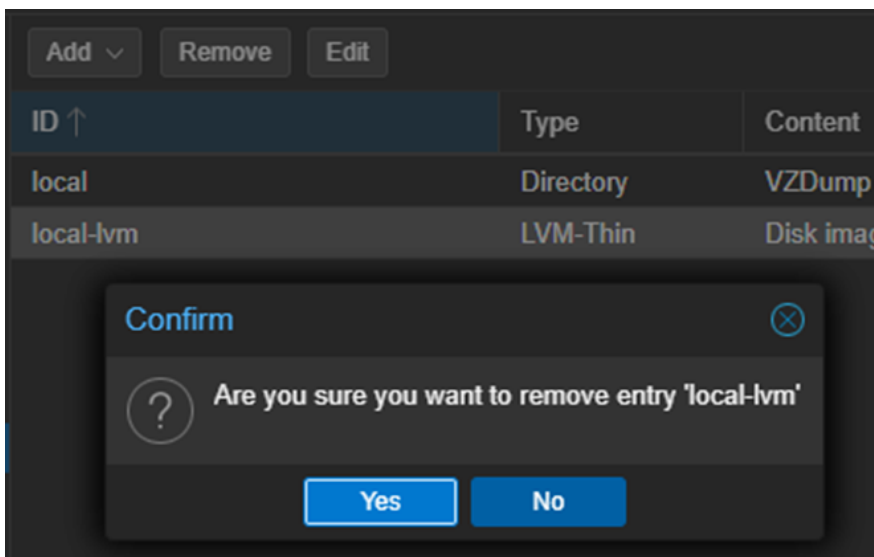 Add Remove Edit
ID Type Content
local Directory VZDump
local-lvm LVM-Thin Disk
Confirm
? Are you sure you want to remove entry 'local-lvm'
Yes No